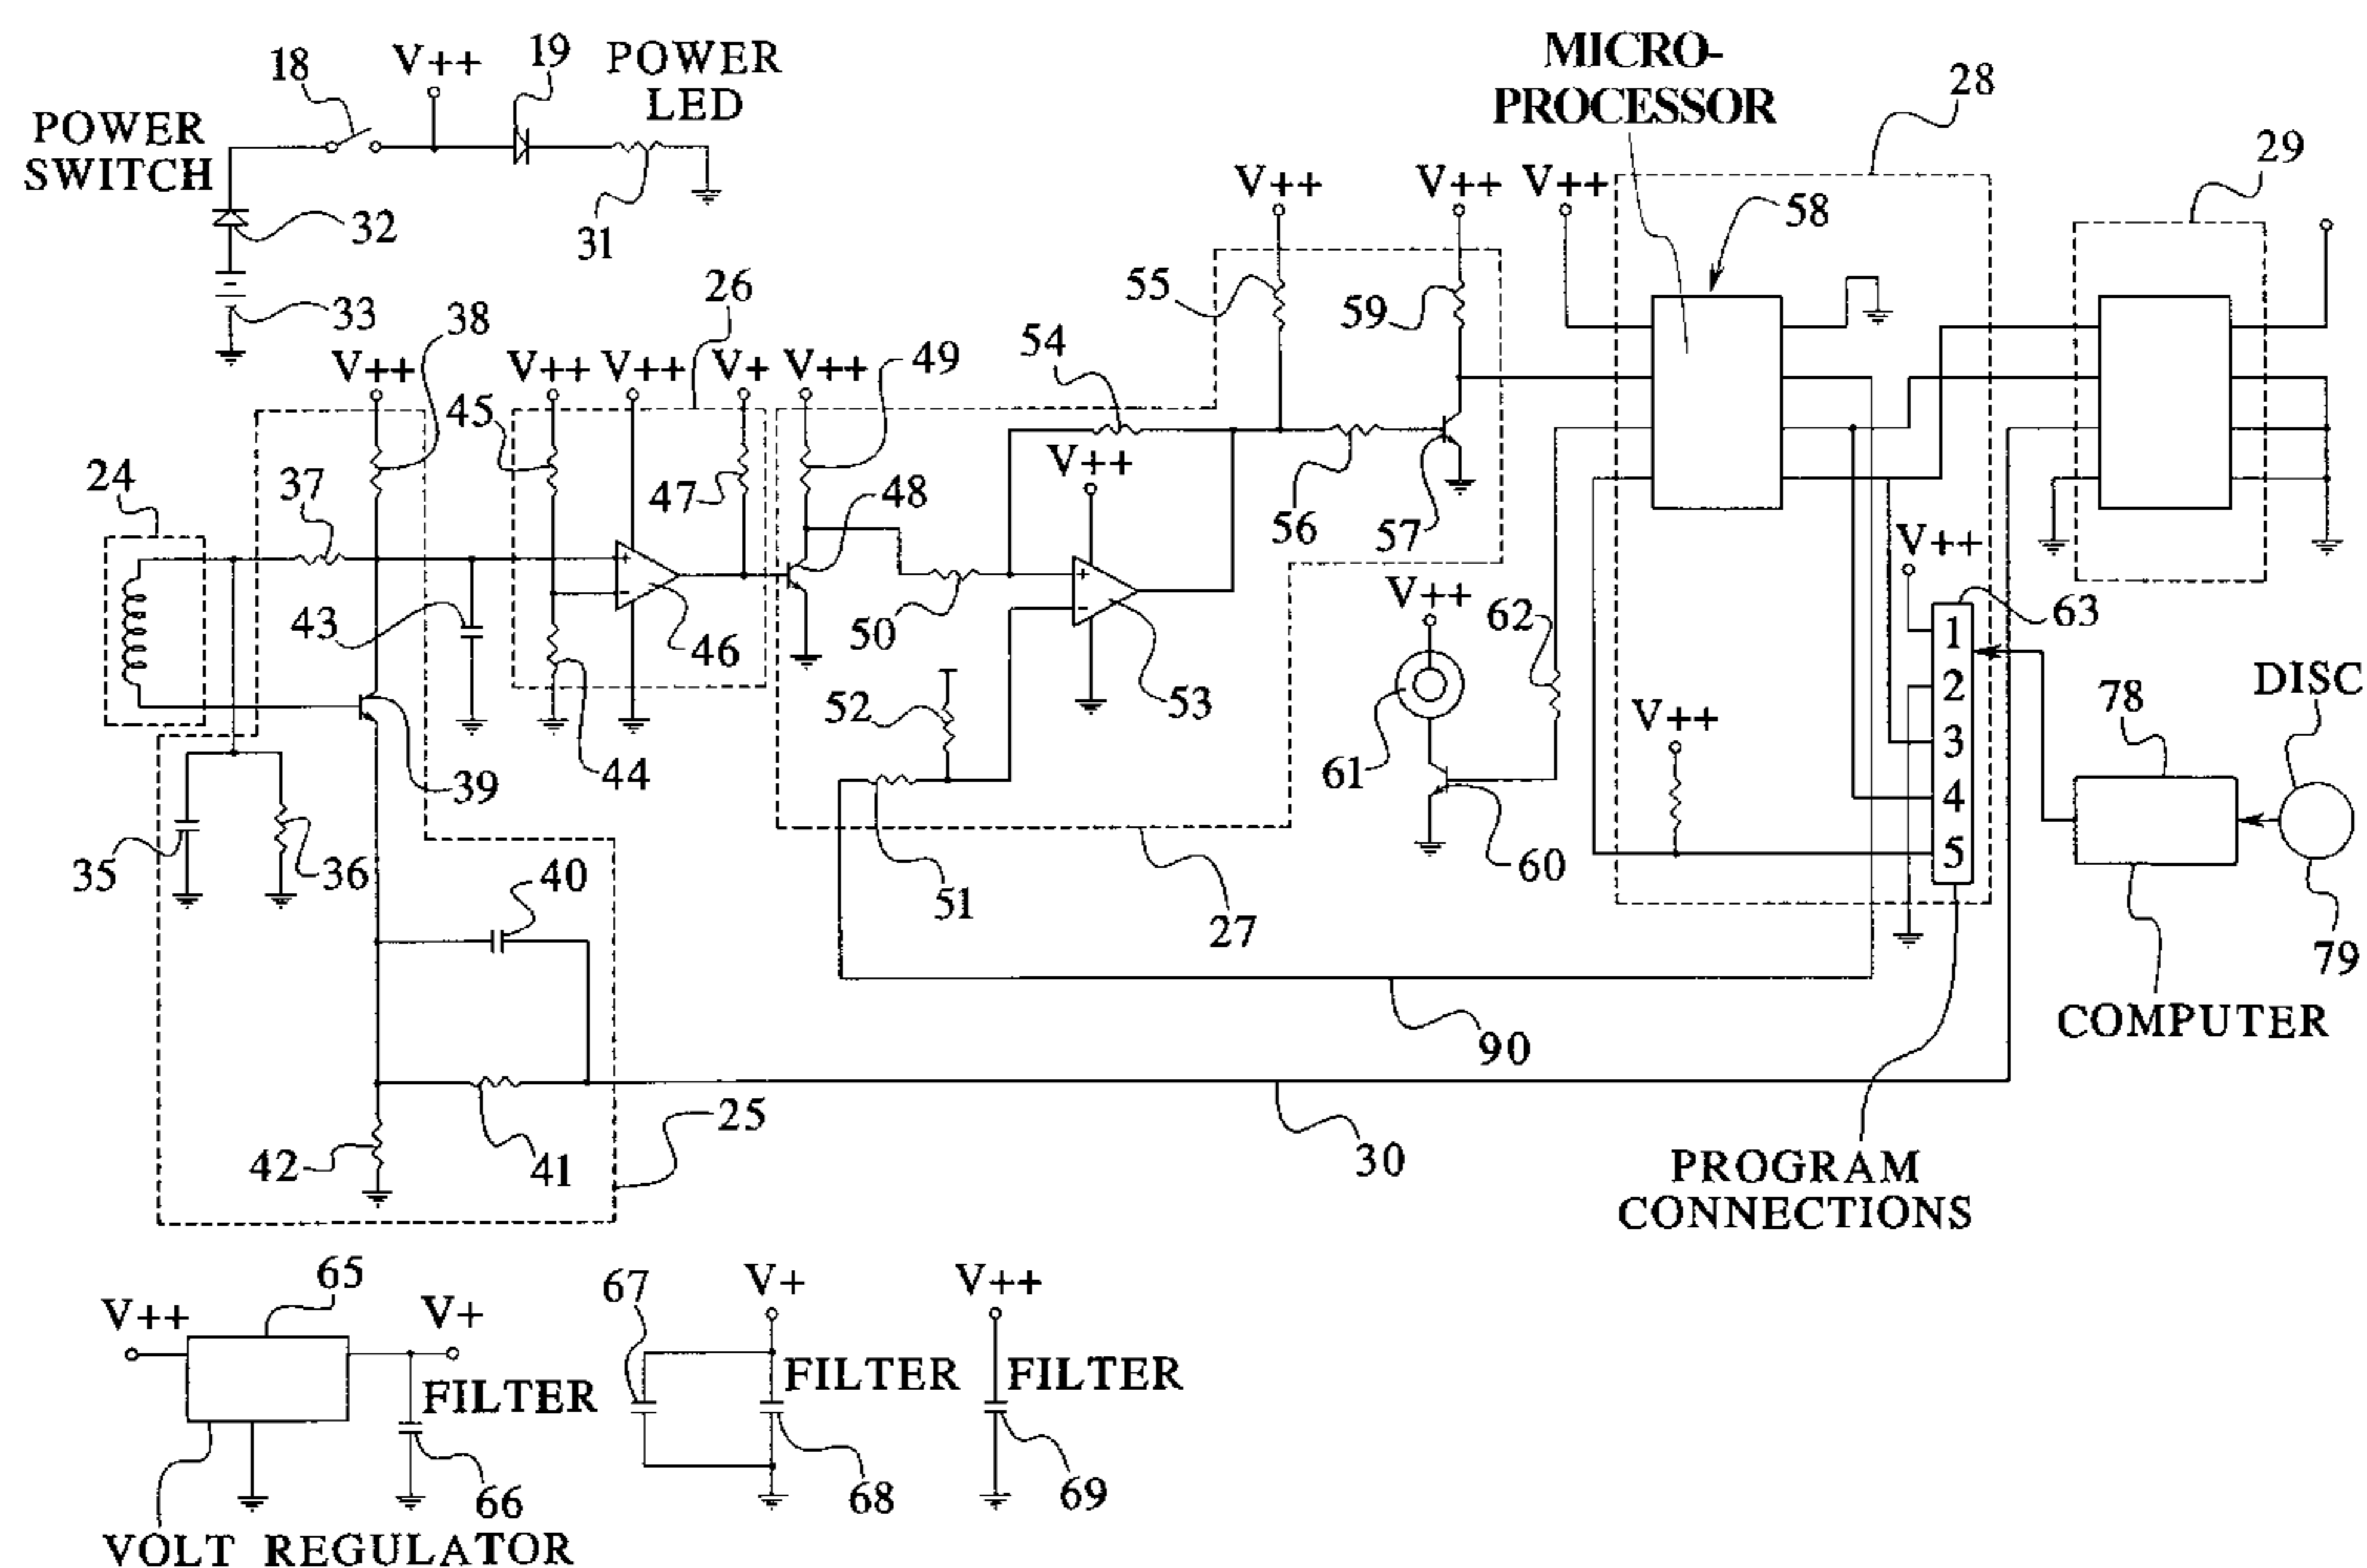 18
V++
19
POWER
LED
POWER
SWITCH
32
31
33
MICRO-
PROCESSOR
28
29
V++
V++
V++
58
55
59
26
38
V++
V++
V++
V+
V++
49
54
45
24
37
47
48
V++
56
57
43
46
50
V++
62
V++
63
1
2
3
4
5
53
52
44
39
61
V++
78
DISC
35
36
40
51
60
27
79
COMPUTER
90
25
42
41
30
PROGRAM
CONNECTIONS
65
V++
V+
FILTER
66
VOLT REGULATOR
67
V+
FILTER
68
V++
FILTER
69